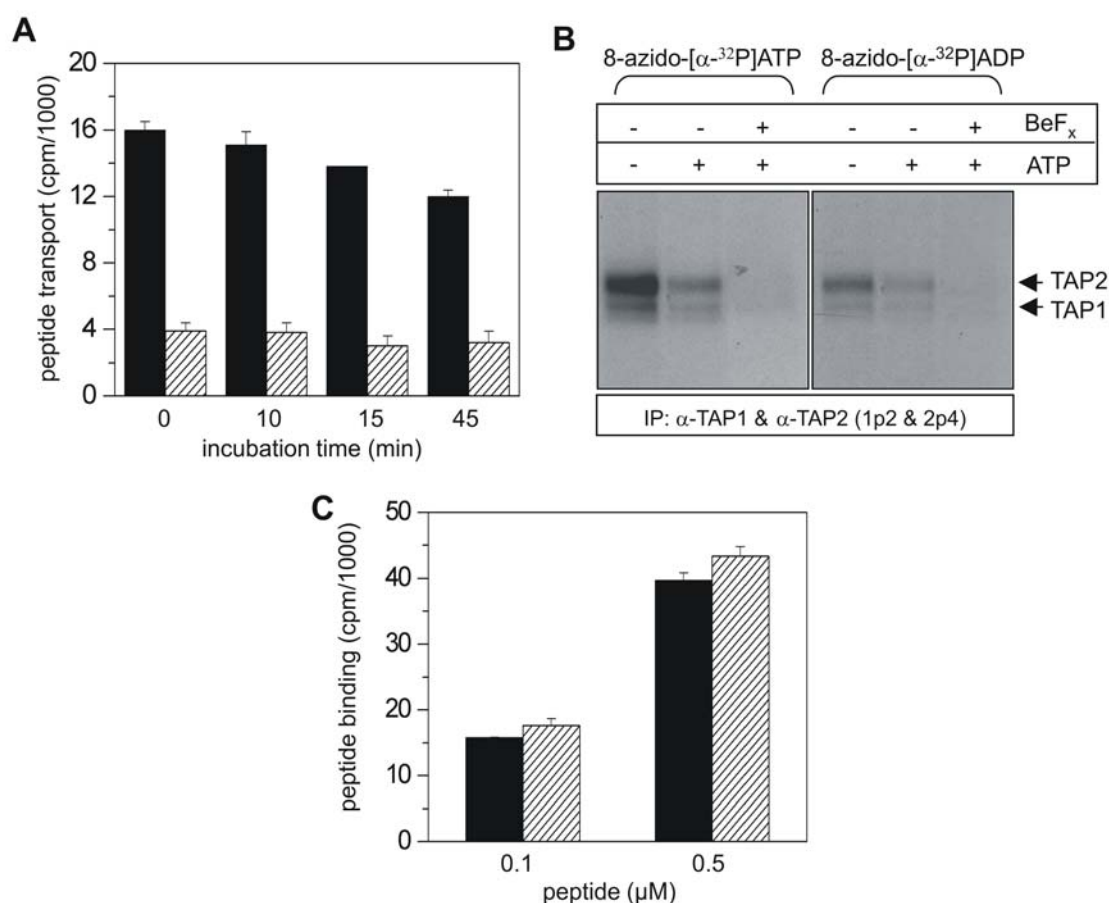 A
peptide transport (cpm/1000)
20
16
12
8
4
0
0 10 15 45
incubation time (min)
B
8-azido-[α-³²P]ATP 8-azido-[α-³²P]ADP
- - + - - + BeFₓ
- + + - + + ATP
TAP2
TAP1
IP: α-TAP1 & α-TAP2 (1p2 & 2p4)
C
peptide binding (cpm/1000)
50
40
30
20
10
0
0.1 0.5
peptide (µM)